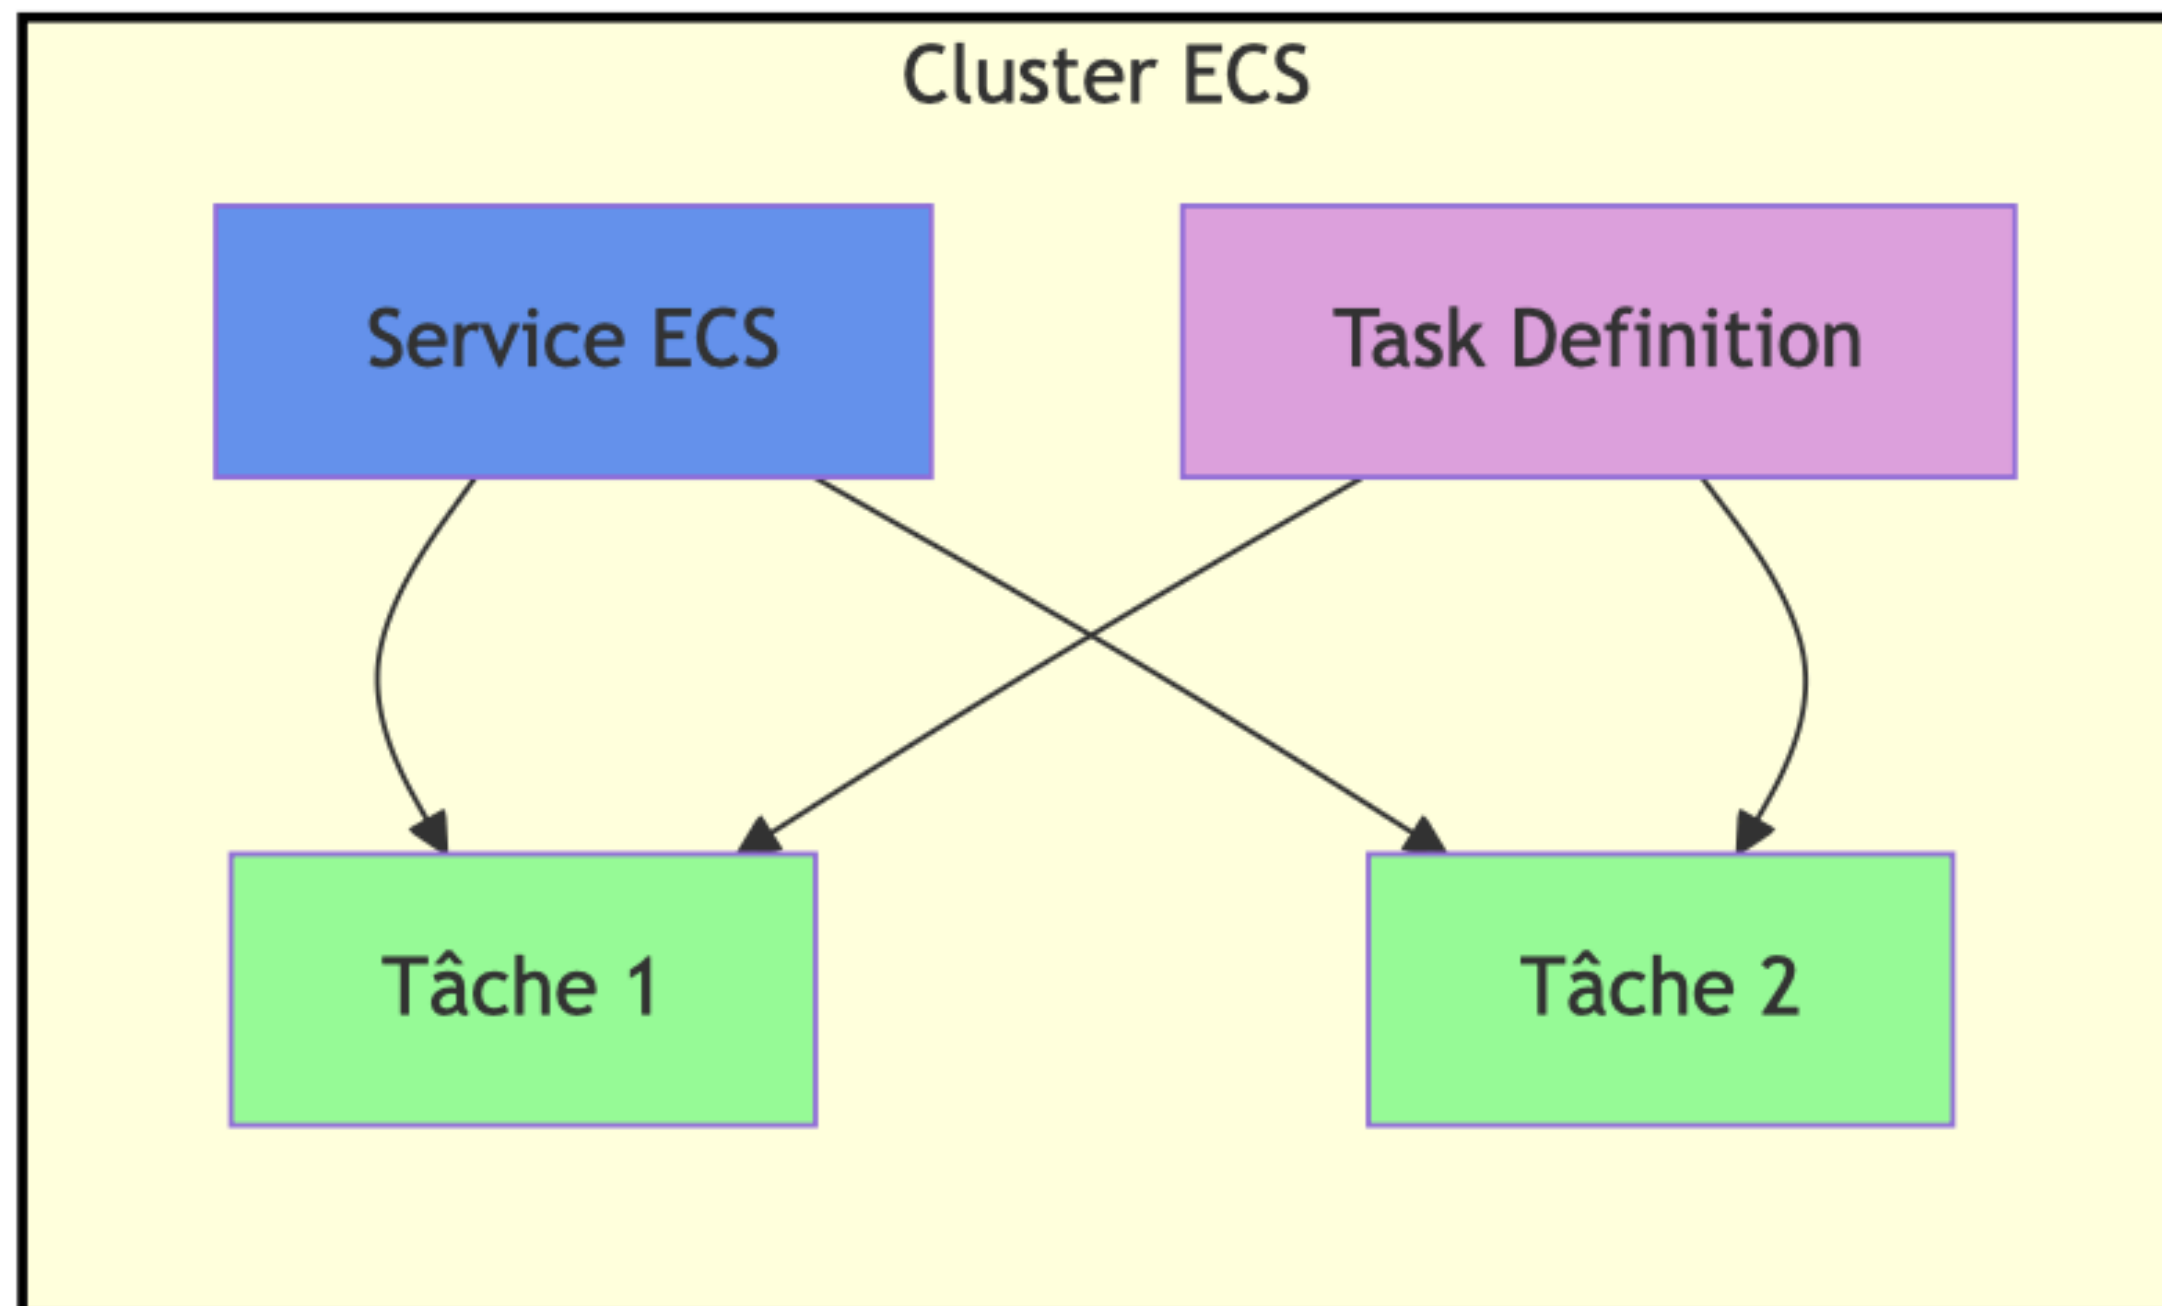 Cluster ECS
Service ECS
Task Definition
Tâche 1
Tâche 2